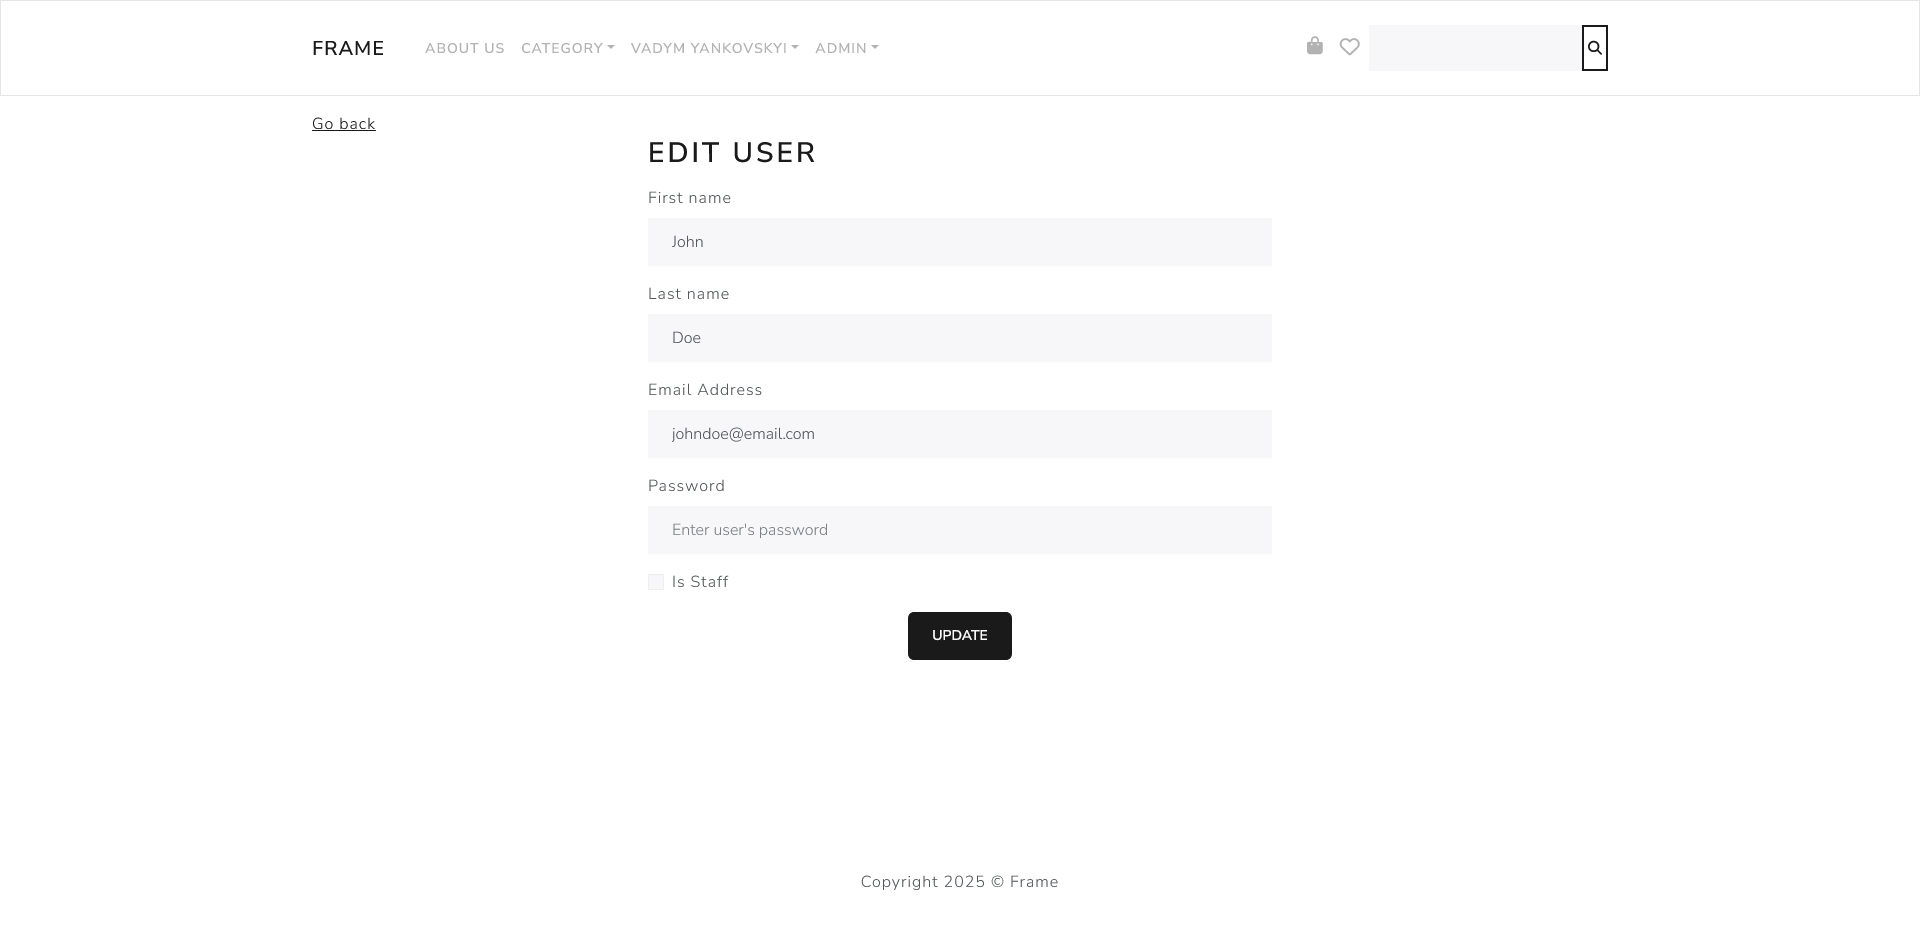 FRAME ABOUT US CATEGORY VADYM YANKOVSKYI ADMIN
Go back
EDIT USER
First name
John
Last name
Doe
Email Address
johndoe@email.com
Password
Enter user's password
Is Staff
UPDATE
Copyright 2025 © Frame